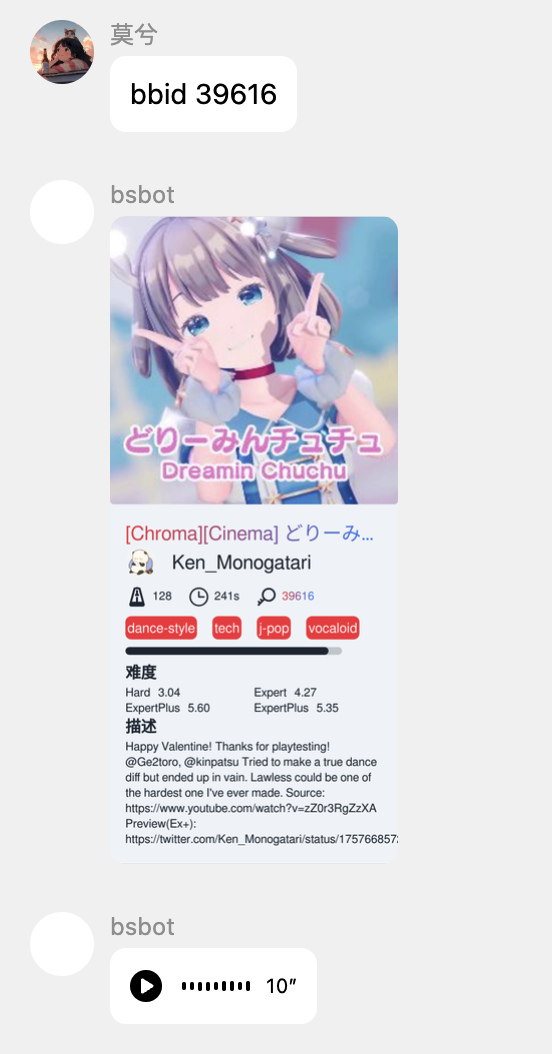 莫兮
bbid 39616
bsbot
どりーみんチュチュ
Dreamin Chuchu
[Chroma][Cinema] どりーみ...
Ken_Monogatari
128 241s 39616
dance-style tech j-pop vocaloid
难度
Hard 3.04 Expert 4.27
ExpertPlus 5.60 ExpertPlus 5.35
描述
Happy Valentine! Thanks for playtesting!
@Ge2toro, @kinpatsu Tried to make a true dance
diff but ended up in vain. Lawless could be one of
the hardest one I've ever made. Source:
https://www.youtube.com/watch?v=zZ0r3RgZzXA
Preview(Ex+):
https://twitter.com/Ken_Monogatari/status/175766857
bsbot
10"